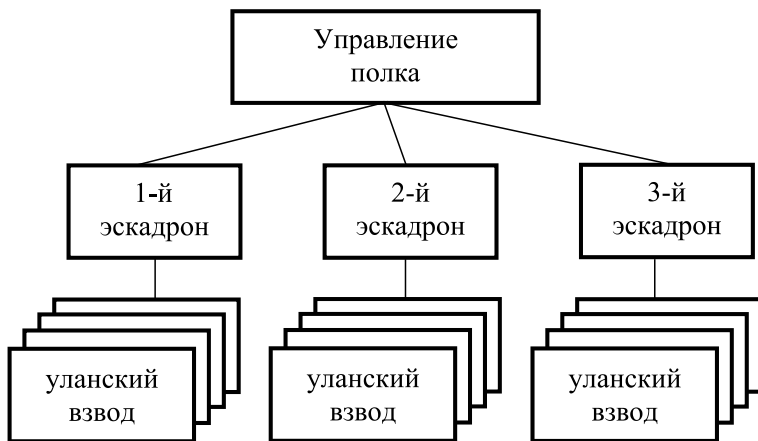 Управление
полка
1-й
эскадрон
2-й
эскадрон
3-й
эскадрон
уланский
взвод
уланский
взвод
уланский
взвод